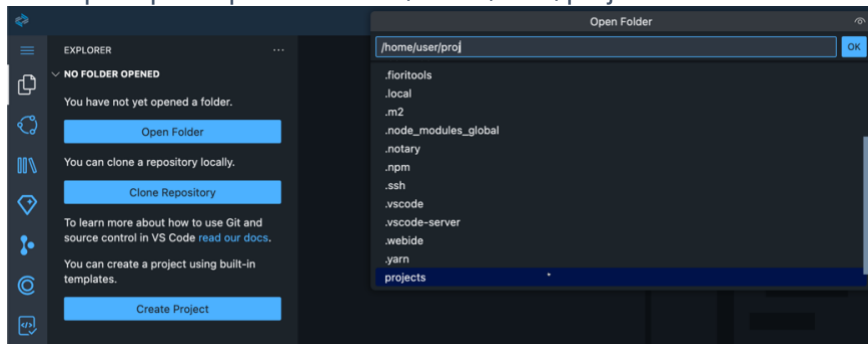 Open Folder
/home/user/proj
OK
EXPLORER
NO FOLDER OPENED
You have not yet opened a folder.
Open Folder
You can clone a repository locally.
Clone Repository
To learn more about how to use Git and
source control in VS Code read our docs.
You can create a project using built-in
templates.
Create Project
.fioritools
.local
.m2
.node_modules_global
.notary
.npm
.ssh
.vscode
.vscode-server
.webide
.yarn
projects